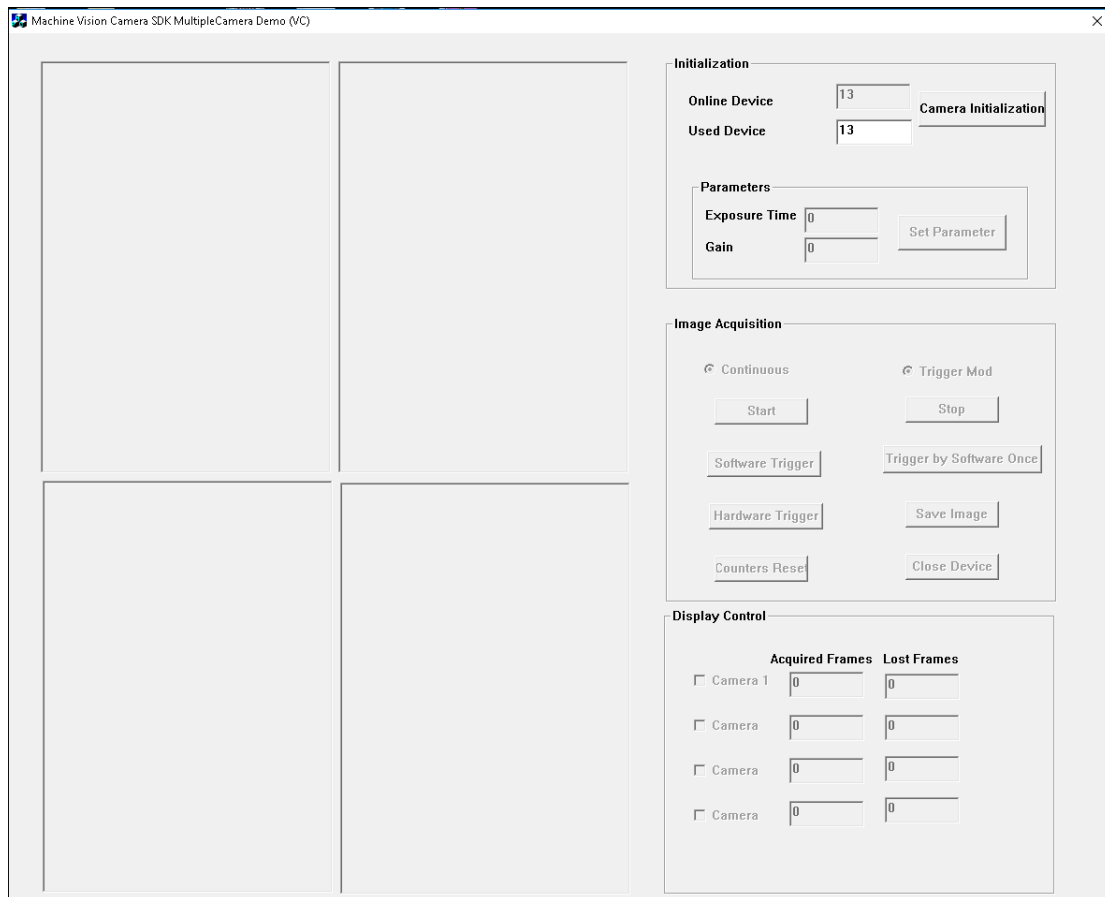 Machine Vision Camera SDK MultipleCamera Demo (VC)
Initialization
Online Device 13 Camera Initialization
Used Device 13
Parameters
Exposure Time 0 Set Parameter
Gain 0
Image Acquisition
Continuous Trigger Mod
Start Stop
Software Trigger Trigger by Software Once
Hardware Trigger Save Image
Counters Reset Close Device
Display Control
Acquired Frames Lost Frames
Camera 1 0 0
Camera 0 0
Camera 0 0
Camera 0 0